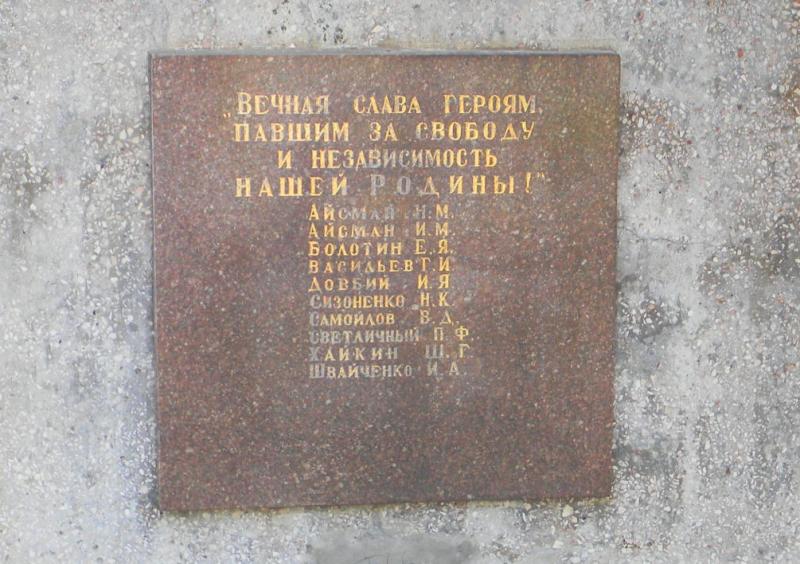 „Вечная слава героям,
павшим за свободу
и независимость
нашей Родины!"
Айсман Н.М.
Айсман И.М.
Болотин Е.Я.
Васильев Т.И
Довбий И.Я
Сизоненко Н.К.
Самойлов В.Д.
Светличный П.Ф
Хайкин Ш.Г
Швайченко И.А.